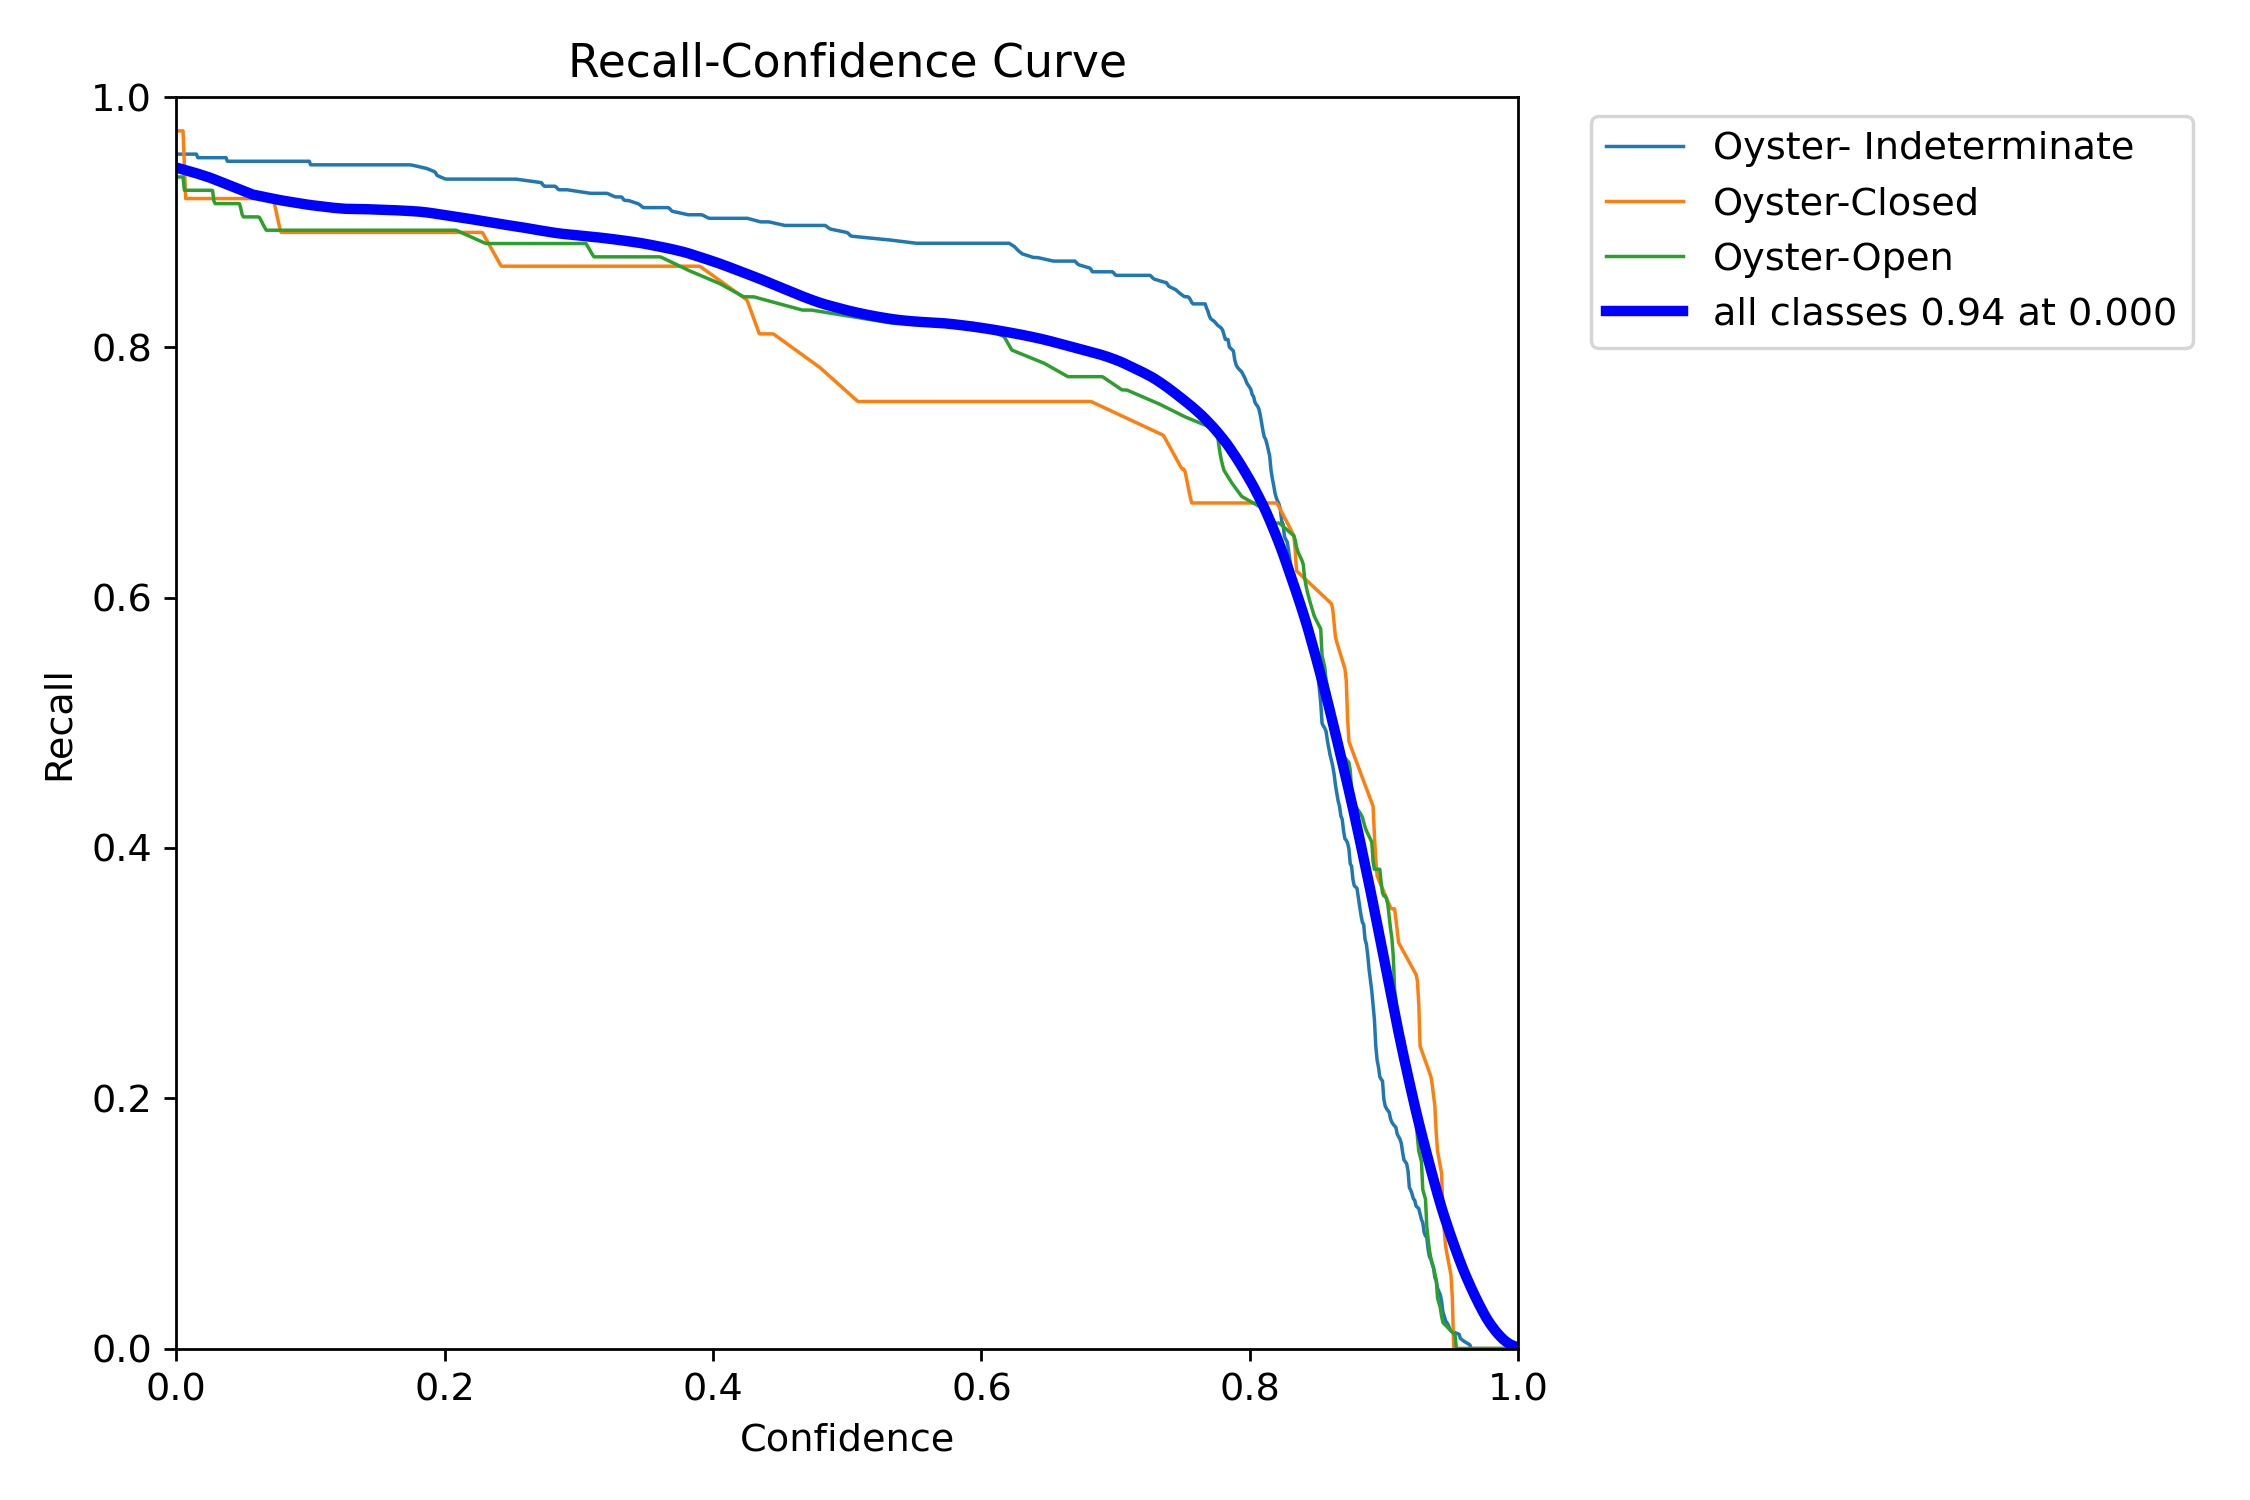 Recall-Confidence Curve
1.0
0.8
0.6
0.4
0.2
0.0
Recall
0.0 0.2 0.4 0.6 0.8 1.0
Confidence
Oyster- Indeterminate
Oyster-Closed
Oyster-Open
all classes 0.94 at 0.000